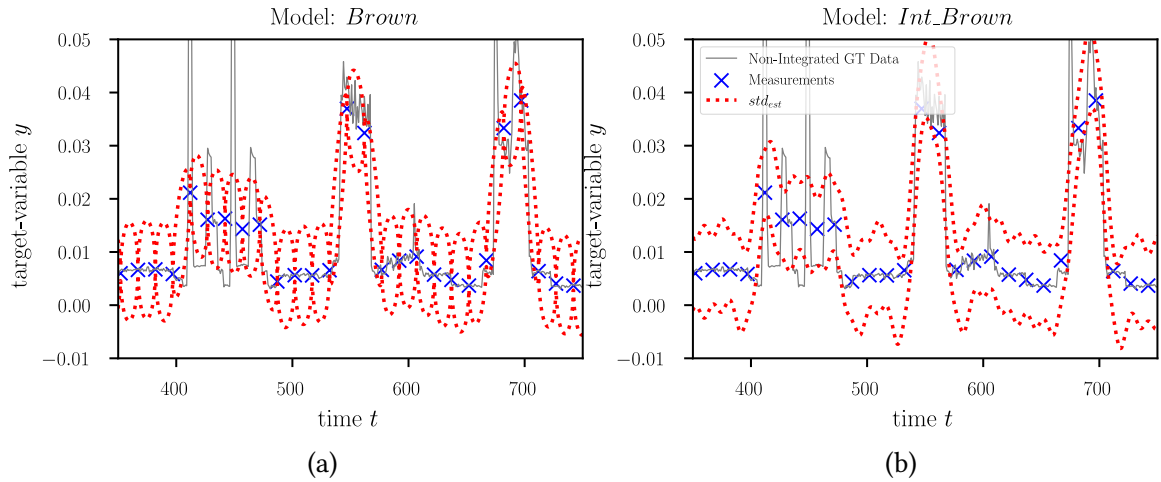 Model: Brown
0.05
0.04
0.03
0.02
0.01
0.00
−0.01
target-variable y
400
500
600
700
time t
(a)
Model: Int_Brown
Non-Integrated GT Data
Measurements
std_est
0.05
0.04
0.03
0.02
0.01
0.00
−0.01
target-variable y
400
500
600
700
time t
(b)